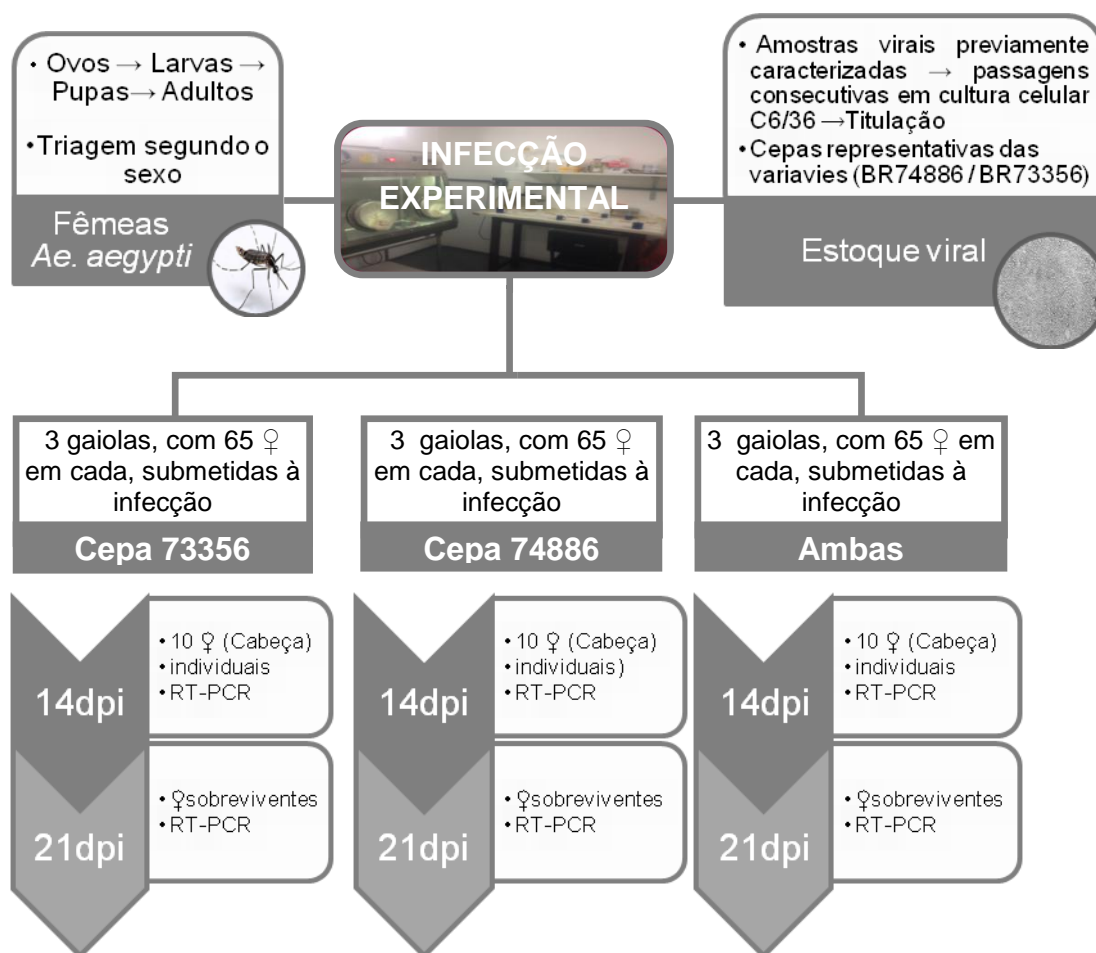 • Ovos → Larvas →
Pupas→ Adultos
•Triagem segundo o
sexo
Fêmeas
Ae. aegypti
INFECÇÃO
EXPERIMENTAL
• Amostras virais previamente
caracterizadas → passagens
consecutivas em cultura celular
C6/36 →Titulação
• Cepas representativas das
variavies (BR74886 / BR73356)
Estoque viral
3 gaiolas, com 65 ♀
em cada, submetidas à
infecção
Cepa 73356
3 gaiolas, com 65 ♀
em cada, submetidas à
infecção
Cepa 74886
3 gaiolas, com 65 ♀ em
cada, submetidas à
infecção
Ambas
14dpi
• 10 ♀ (Cabeça)
• individuais
• RT-PCR
21dpi
• ♀sobreviventes
• RT-PCR
14dpi
• 10 ♀ (Cabeça)
• individuais)
• RT-PCR
21dpi
• ♀sobreviventes
• RT-PCR
14dpi
• 10 ♀ (Cabeça)
• individuais
• RT-PCR
21dpi
• ♀sobreviventes
• RT-PCR